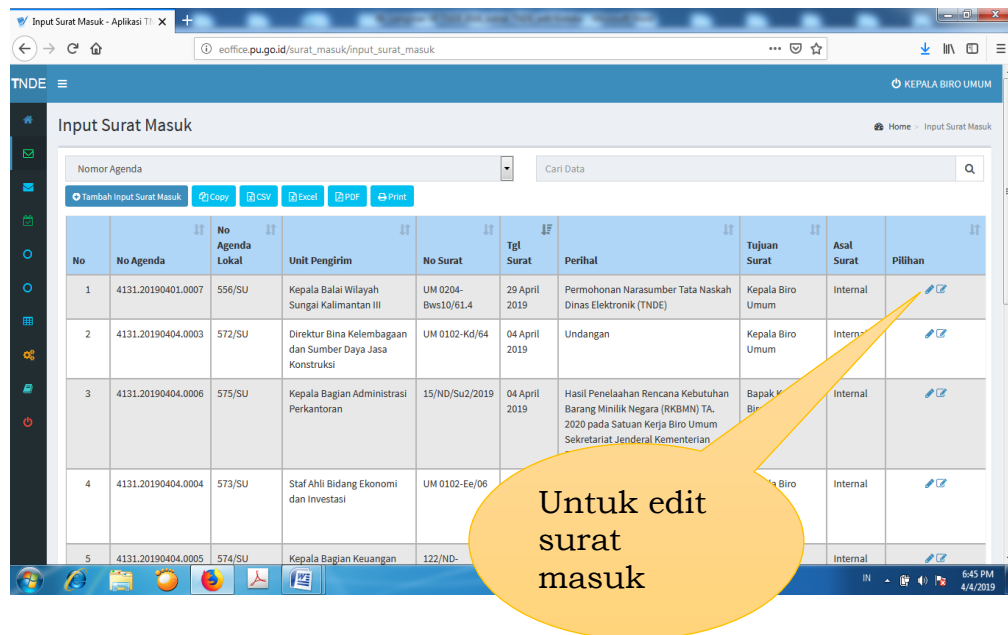 Input Surat Masuk - Aplikasi TN
eoffice.pu.go.id/surat_masuk/input_surat_masuk
TNDE
KEPALA BIRO UMUM
Input Surat Masuk
Home > Input Surat Masuk
Nomor Agenda
Cari Data
Tambah Input Surat Masuk Copy CSV Excel PDF Print
No
No Agenda
No Agenda Lokal
Unit Pengirim
No Surat
Tgl Surat
Perihal
Tujuan Surat
Asal Surat
Pilihan
1 4131.20190401.0007 556/SU Kepala Balai Wilayah UM 0204- 29 April Permohonan Narasumber Tata Naskah Kepala Biro Internal
Sungai Kalimantan III Bws10/61.4 2019 Dinas Elektronik (TNDE) Umum
2 4131.20190404.0003 572/SU Direktur Bina Kelembagaan UM 0102-Kd/64 04 April Undangan Kepala Biro Internal
dan Sumber Daya Jasa 2019 Umum
Konstruksi
3 4131.20190404.0006 575/SU Kepala Bagian Administrasi 15/ND/Su2/2019 04 April Hasil Penelaahan Rencana Kebutuhan Bapak Internal
Perkantoran 2019 Barang Minilik Negara (RKBMN) TA.
2020 pada Satuan Kerja Biro Umum
Sekretariat Jenderal Kementerian
4 4131.20190404.0004 573/SU Staf Ahli Bidang Ekonomi UM 0102-Ee/06 Biro Internal
dan Investasi
5 4131.20190404.0005 574/SU Kepala Bagian Keuangan 122/ND- Internal
Untuk edit
surat
masuk
IN
6:45 PM
4/4/2019